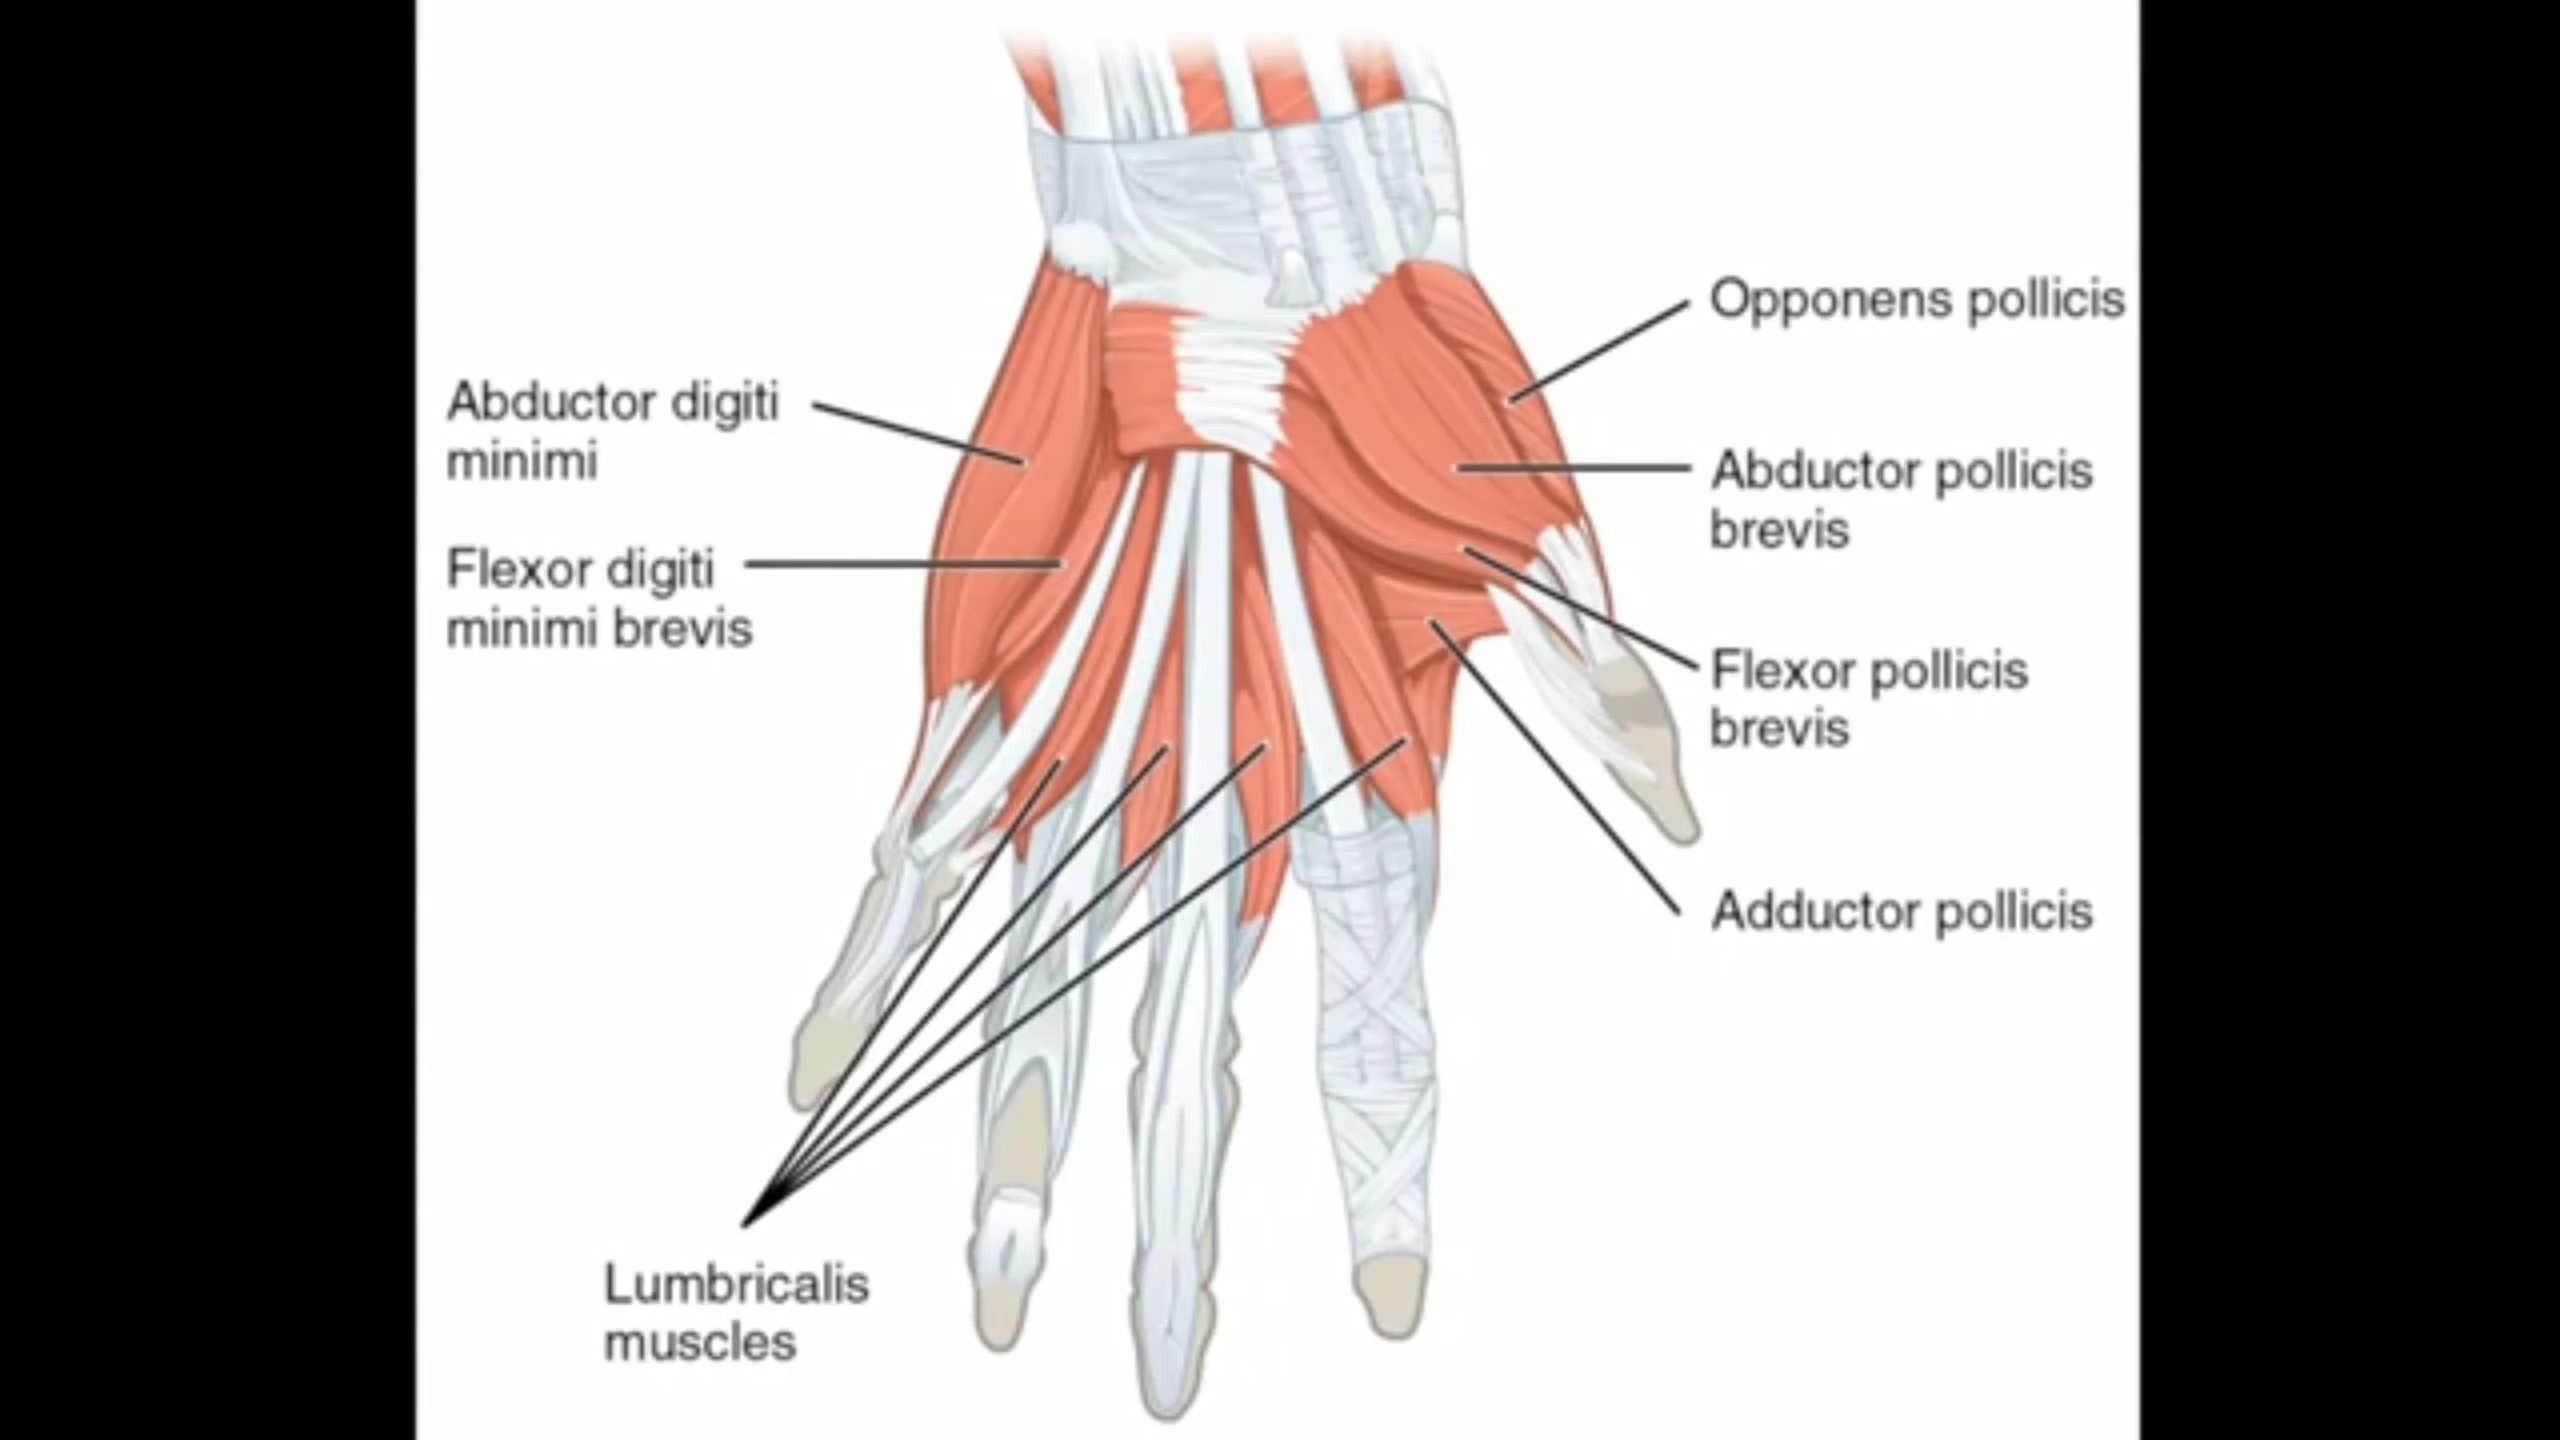 Opponens pollicis
Abductor digiti
minimi
Abductor pollicis
brevis
Flexor digiti
minimi brevis
Flexor pollicis
brevis
Adductor pollicis
Lumbricalis
muscles